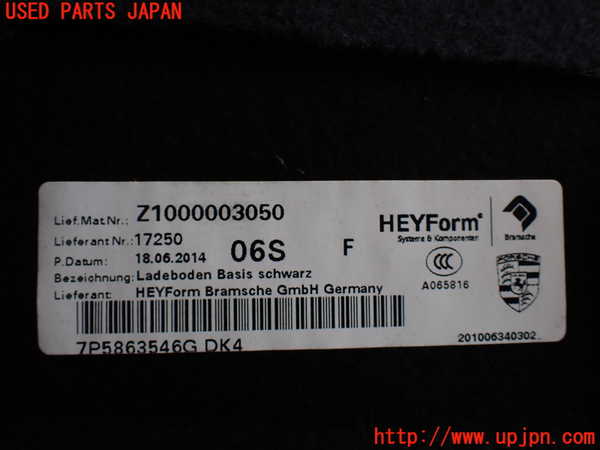 USED PARTS JAPAN
Lief.Mat.Nr.: Z1000003050
Lieferant Nr.: 17250
P.Datum: 18.06.2014 06S F
Bezeichnung: Ladeboden Basis schwarz
Lieferant: HEYForm Bramsche GmbH Germany
7P5863546G DK4
HEYForm
Systeme & Komponenten
Bramsche
CCC
A065816
201006340302
http://www.upjpn.com/